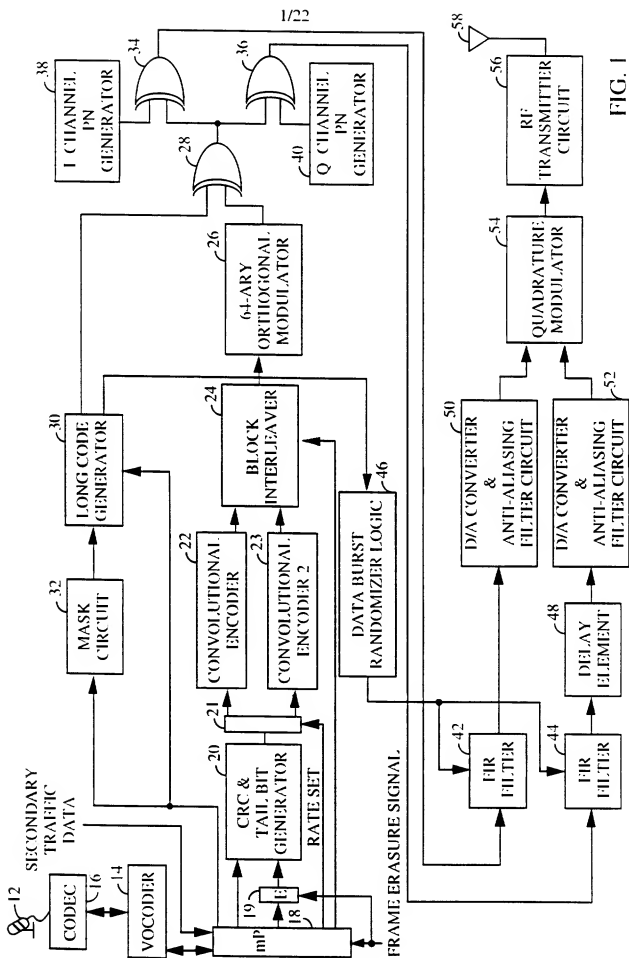 1/22
12
SECONDARY
TRAFFIC
DATA
CODEC
16
VOCODER
14
mP
18
19
E
FRAME ERASURE SIGNAL
MASK
CIRCUIT
32
LONG CODE
GENERATOR
30
CRC &
TAIL BIT
GENERATOR
20
RATE SET
21
CONVOLUTIONAL
ENCODER
22
CONVOLUTIONAL
ENCODER 2
23
BLOCK
INTERLEAVER
24
64-ARY
ORTHOGONAL
MODULATOR
26
28
I CHANNEL
PN
GENERATOR
38
34
36
Q CHANNEL
PN
GENERATOR
40
DATA BURST
RANDOMIZER LOGIC
46
FIR
FILTER
42
FIR
FILTER
44
DELAY
ELEMENT
48
D/A CONVERTER
&
ANTI-ALIASING
FILTER CIRCUIT
50
D/A CONVERTER
&
ANTI-ALIASING
FILTER CIRCUIT
52
QUADRATURE
MODULATOR
54
RF
TRANSMITTER
CIRCUIT
56
58
FIG. 1